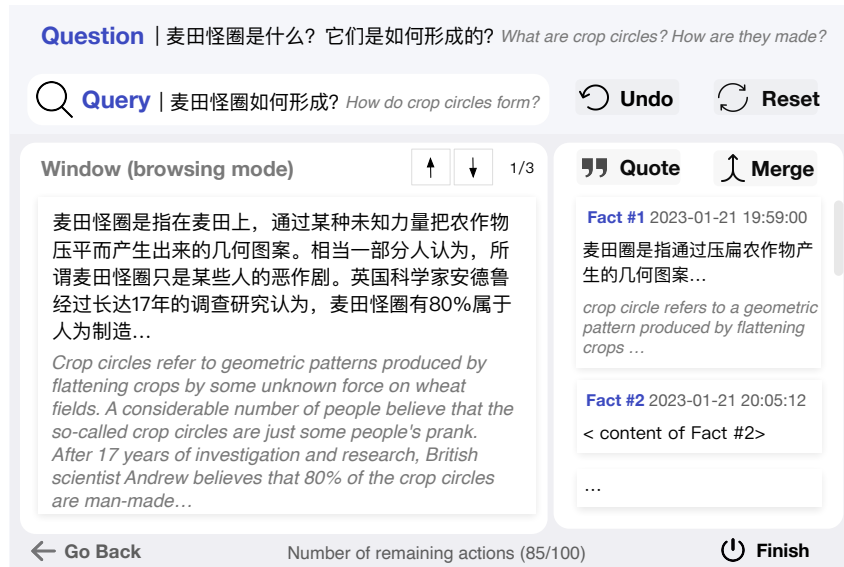 Question | 麦田怪圈是什么？它们是如何形成的? What are crop circles? How are they made?
Query | 麦田怪圈如何形成? How do crop circles form?
Undo
Reset
Window (browsing mode)
1/3
麦田怪圈是指在麦田上，通过某种未知力量把农作物
压平而产生出来的几何图案。相当一部分人认为，所
谓麦田怪圈只是某些人的恶作剧。英国科学家安德鲁
经过长达17年的调查研究认为，麦田怪圈有80%属于
人为制造…
Crop circles refer to geometric patterns produced by
flattening crops by some unknown force on wheat
fields. A considerable number of people believe that the
so-called crop circles are just some people's prank.
After 17 years of investigation and research, British
scientist Andrew believes that 80% of the crop circles
are man-made…
Quote
Merge
Fact #1 2023-01-21 19:59:00
麦田圈是指通过压扁农作物产
生的几何图案…
crop circle refers to a geometric
pattern produced by flattening
crops …
Fact #2 2023-01-21 20:05:12
< content of Fact #2>
…
Go Back
Number of remaining actions (85/100)
Finish